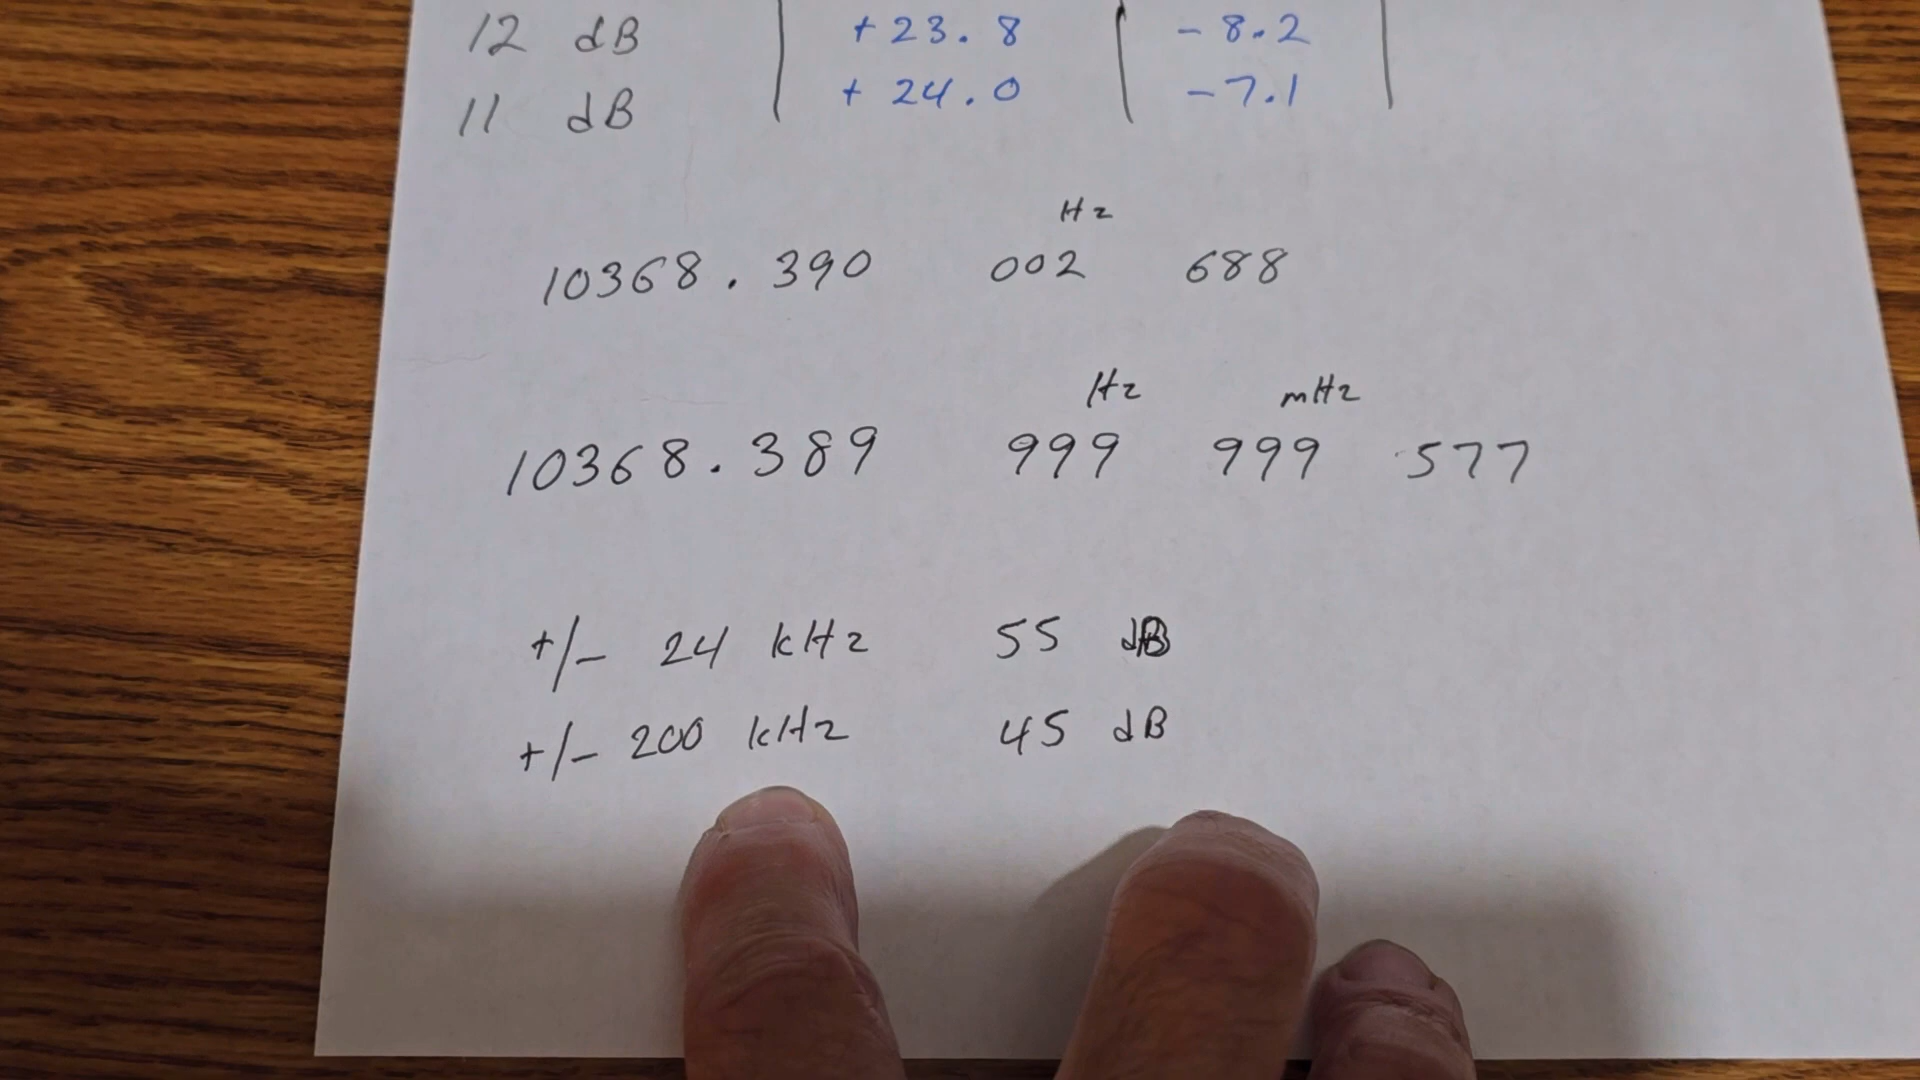 12 dB +23.8 -8.2
11 dB +24.0 -7.1
Hz
10368.390 002 688
Hz mHz
10368.389 999 999 577
+/- 24 kHz 55 dB
+/- 200 kHz 45 dB